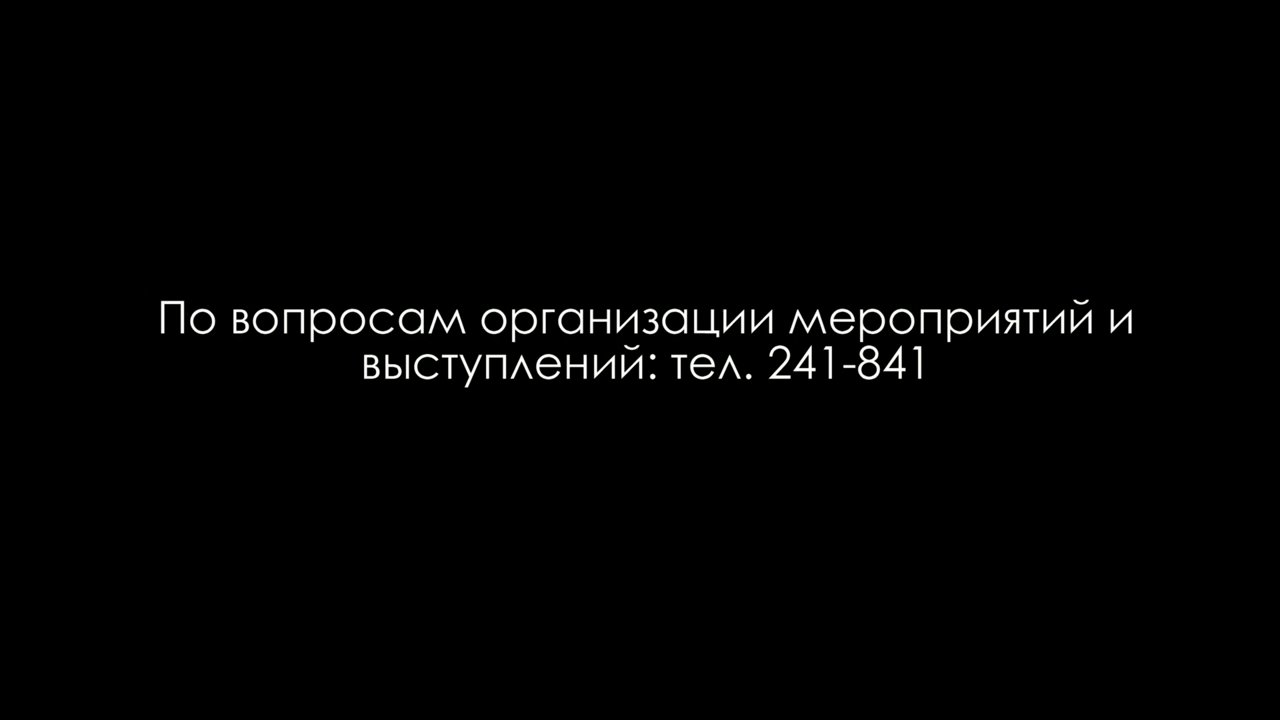 По вопросам организации мероприятий и
выступлений: тел. 241-841